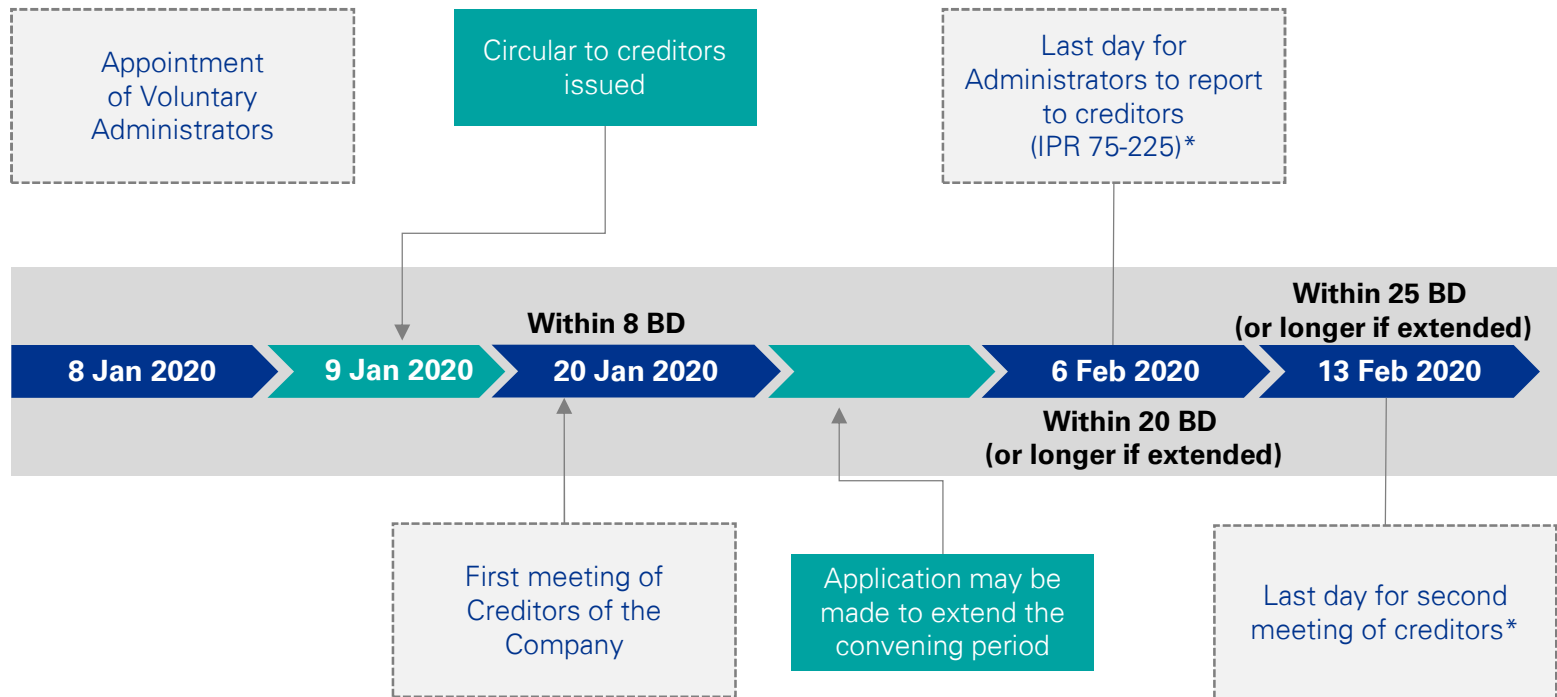 Appointment
of Voluntary
Administrators
Circular to creditors
issued
Last day for
Administrators to report
to creditors
(IPR 75-225)*
Within 8 BD
Within 25 BD
(or longer if extended)
8 Jan 2020
9 Jan 2020
20 Jan 2020
6 Feb 2020
13 Feb 2020
Within 20 BD
(or longer if extended)
First meeting of
Creditors of the
Company
Application may be
made to extend the
convening period
Last day for second
meeting of creditors*